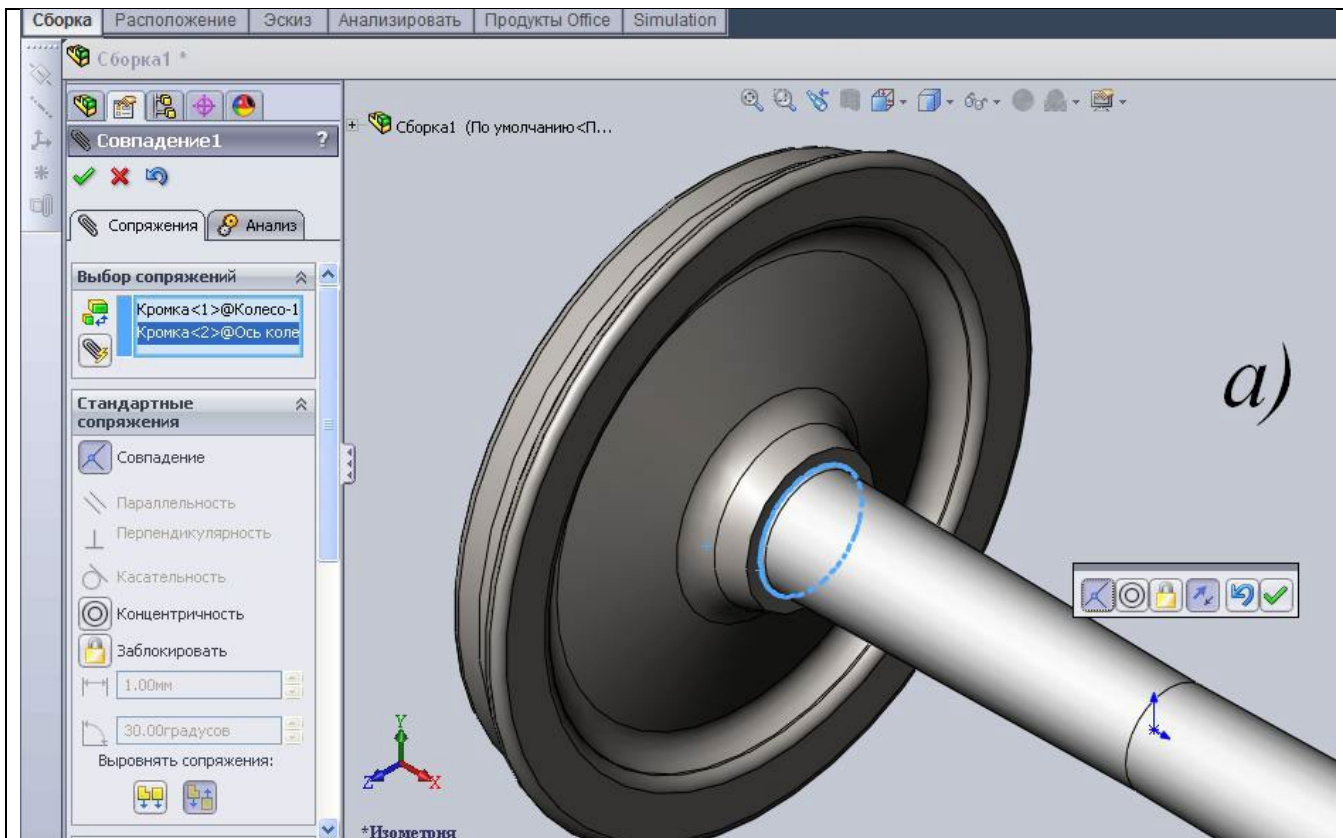 Сборка Расположение Эскиз Анализировать Продукты Office Simulation
Сборка1 *
Совпадение1 ?
Сопряжения Анализ
Выбор сопряжений
Кромка<1>@Колесо-1
Кромка<2>@Ось коле
Стандартные
сопряжения
Совпадение
Параллельность
Перпендикулярность
Касательность
Концентричность
Заблокировать
1.00мм
30.00градусов
Выровнять сопряжения:
Сборка1 (По умолчанию<П...
а)
Y
Z X
*Изометрия